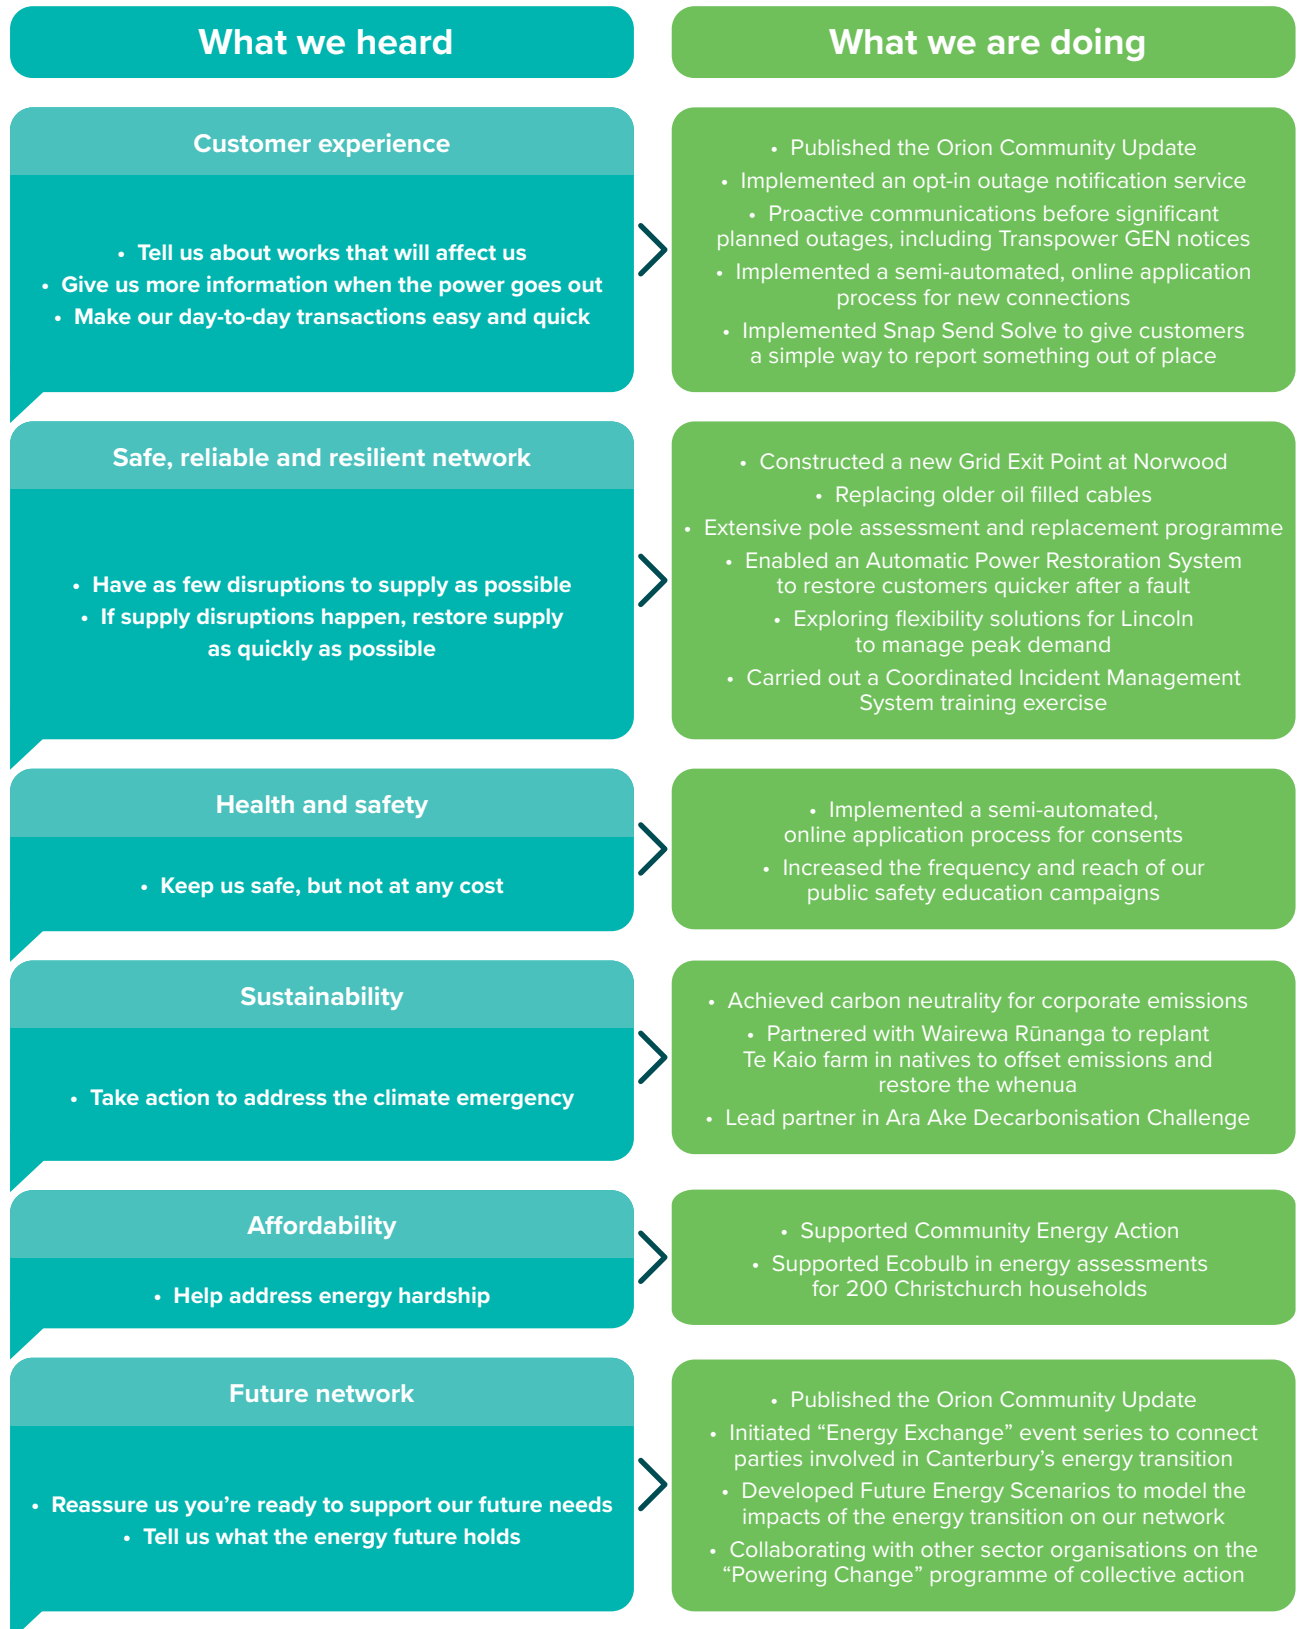 What we heard
What we are doing
Customer experience
• Tell us about works that will affect us
• Give us more information when the power goes out
• Make our day-to-day transactions easy and quick
• Published the Orion Community Update
• Implemented an opt-in outage notification service
• Proactive communications before significant
planned outages, including Transpower GEN notices
• Implemented a semi-automated, online application
process for new connections
• Implemented Snap Send Solve to give customers
a simple way to report something out of place
Safe, reliable and resilient network
• Have as few disruptions to supply as possible
• If supply disruptions happen, restore supply
as quickly as possible
• Constructed a new Grid Exit Point at Norwood
• Replacing older oil filled cables
• Extensive pole assessment and replacement programme
• Enabled an Automatic Power Restoration System
to restore customers quicker after a fault
• Exploring flexibility solutions for Lincoln
to manage peak demand
• Carried out a Coordinated Incident Management
System training exercise
Health and safety
• Keep us safe, but not at any cost
• Implemented a semi-automated,
online application process for consents
• Increased the frequency and reach of our
public safety education campaigns
Sustainability
• Take action to address the climate emergency
• Achieved carbon neutrality for corporate emissions
• Partnered with Wairewa Rūnanga to replant
Te Kaio farm in natives to offset emissions and
restore the whenua
• Lead partner in Ara Ake Decarbonisation Challenge
Affordability
• Help address energy hardship
• Supported Community Energy Action
• Supported Ecobulb in energy assessments
for 200 Christchurch households
Future network
• Reassure us you’re ready to support our future needs
• Tell us what the energy future holds
• Published the Orion Community Update
• Initiated “Energy Exchange” event series to connect
parties involved in Canterbury’s energy transition
• Developed Future Energy Scenarios to model the
impacts of the energy transition on our network
• Collaborating with other sector organisations on the
“Powering Change” programme of collective action